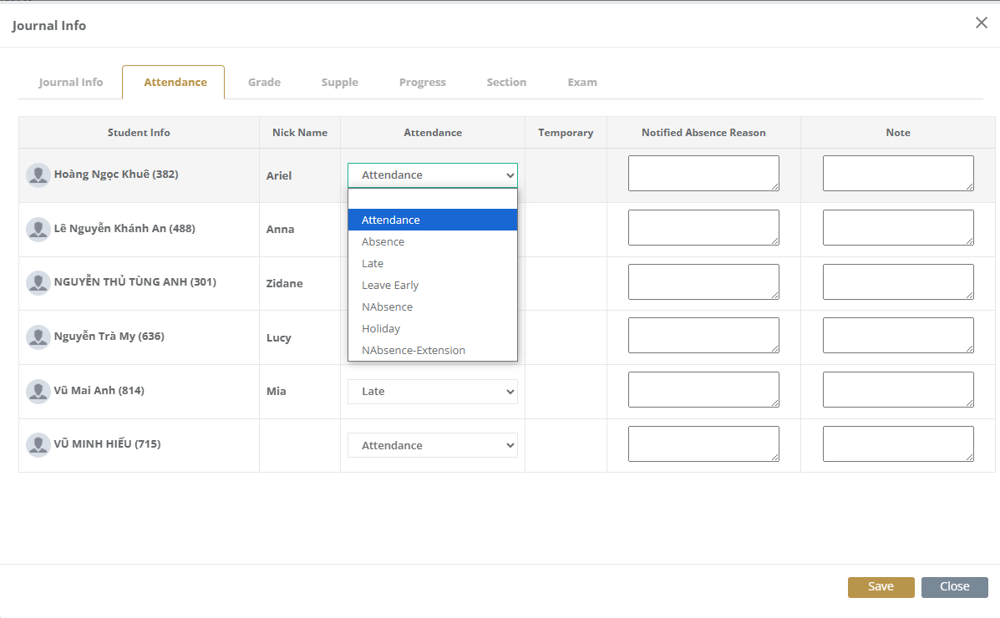 Journal Info
Journal Info Attendance Grade Supple Progress Section Exam
Student Info Nick Name Attendance Temporary Notified Absence Reason Note
Hoàng Ngọc Khuê (382) Ariel Attendance
Attendance
Lê Nguyễn Khánh An (488) Anna
Absence
Late
NGUYỄN THỦ TÙNG ANH (301) Zidane
Leave Early
NAbsence
Holiday
Nguyễn Trà My (636) Lucy
NAbsence-Extension
Vũ Mai Anh (814) Mia Late
VŨ MINH HIẾU (715) Attendance
Save Close